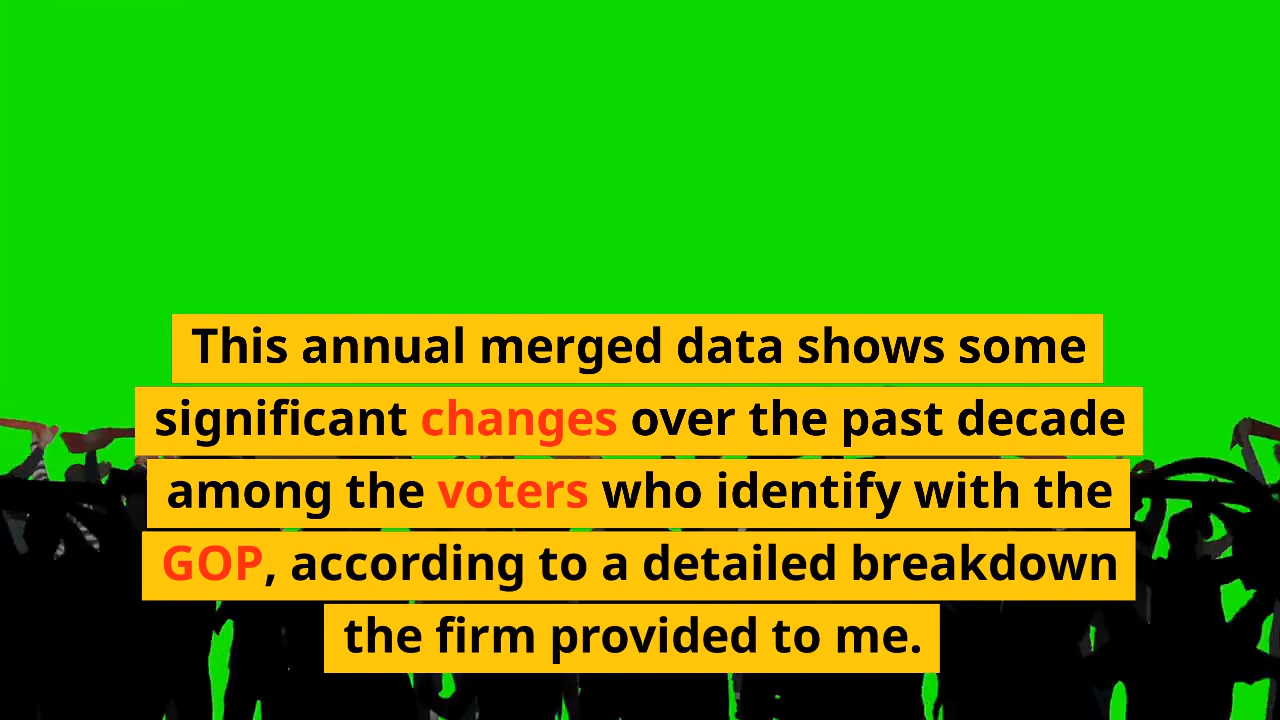 This annual merged data shows some
significant changes over the past decade
among the voters who identify with the
GOP, according to a detailed breakdown
the firm provided to me.